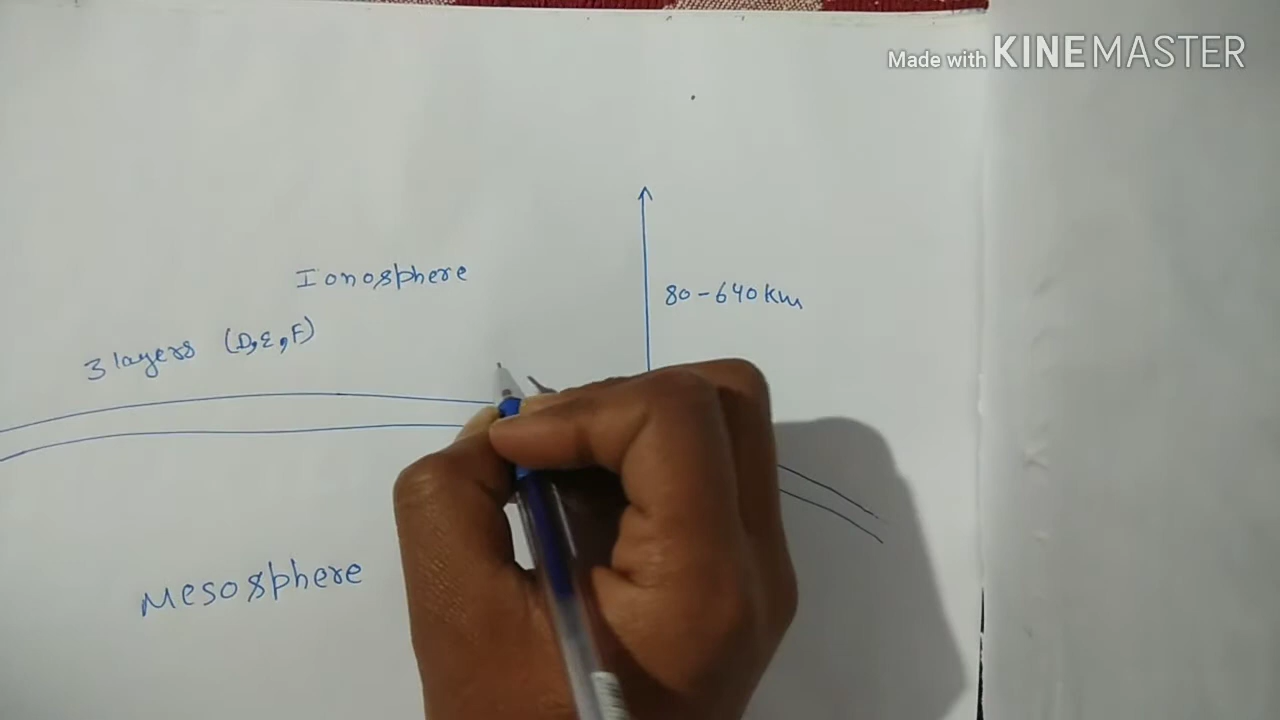 Made with KINEMASTER
Ionosphere
80-640 Km
3 layers (D,E,F)
Mesosphere